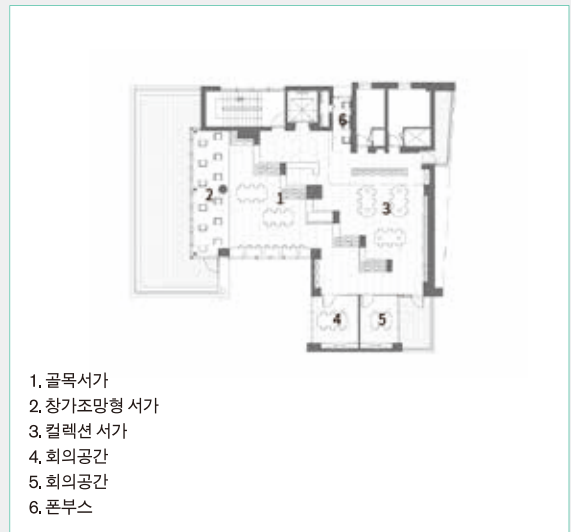 6
2
1
3
4
5
1. 골목서가
2. 창가조망형 서가
3. 컬렉션 서가
4. 회의공간
5. 회의공간
6. 폰부스